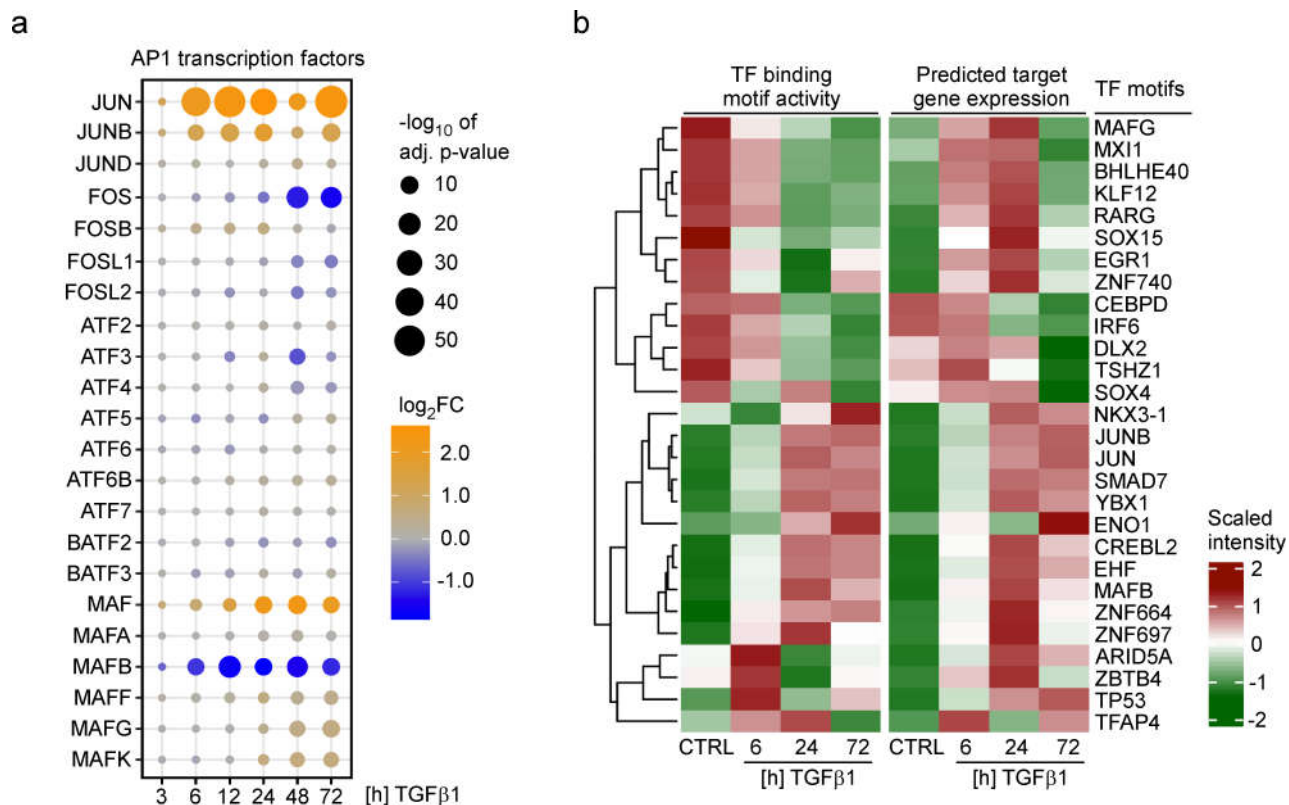 a
AP1 transcription factors
JUN
JUNB
JUND
FOS
FOSB
FOSL1
FOSL2
ATF2
ATF3
ATF4
ATF5
ATF6
ATF6B
ATF7
BATF2
BATF3
MAF
MAFA
MAFB
MAFF
MAFG
MAFK
3 6 12 24 48 72 [h] TGFβ1
-log10 of
adj. p-value
10
20
30
40
50
log2FC
2.0
1.0
0
-1.0
b
TF binding
motif activity
Predicted target
gene expression
TF motifs
MAFG
MXI1
BHLHE40
KLF12
RARG
SOX15
EGR1
ZNF740
CEBPD
IRF6
DLX2
TSHZ1
SOX4
NKX3-1
JUNB
JUN
SMAD7
YBX1
ENO1
CREBL2
EHF
MAFB
ZNF664
ZNF697
ARID5A
ZBTB4
TP53
TFAP4
CTRL 6 24 72 CTRL 6 24 72
[h] TGFβ1 [h] TGFβ1
Scaled
intensity
2
1
0
-1
-2